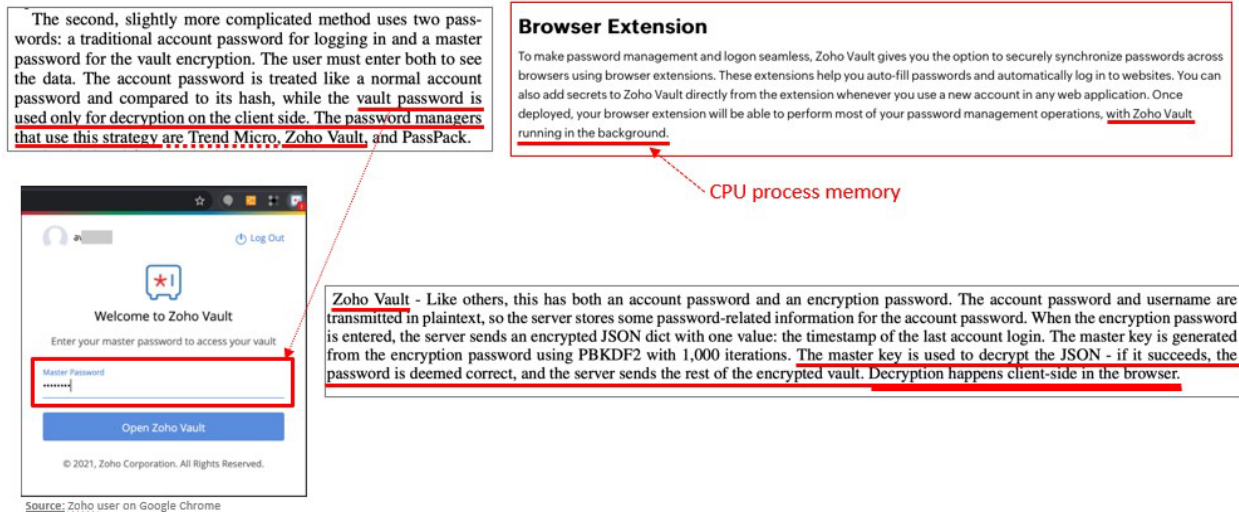 The second, slightly more complicated method uses two pass-
words: a traditional account password for logging in and a master
password for the vault encryption. The user must enter both to see
the data. The account password is treated like a normal account
password and compared to its hash, while the vault password is
used only for decryption on the client side. The password managers
that use this strategy are Trend Micro, Zoho Vault, and PassPack.
Browser Extension
To make password management and logon seamless, Zoho Vault gives you the option to securely synchronize passwords across
browsers using browser extensions. These extensions help you auto-fill passwords and automatically log in to websites. You can
also add secrets to Zoho Vault directly from the extension whenever you use a new account in any web application. Once
deployed, your browser extension will be able to perform most of your password management operations, with Zoho Vault
running in the background.
CPU process memory
Log Out
Welcome to Zoho Vault
Enter your master password to access your vault
Master Password
Open Zoho Vault
© 2021, Zoho Corporation. All Rights Reserved.
Source: Zoho user on Google Chrome
Zoho Vault - Like others, this has both an account password and an encryption password. The account password and username are
transmitted in plaintext, so the server stores some password-related information for the account password. When the encryption password
is entered, the server sends an encrypted JSON dict with one value: the timestamp of the last account login. The master key is generated
from the encryption password using PBKDF2 with 1,000 iterations. The master key is used to decrypt the JSON - if it succeeds, the
password is deemed correct, and the server sends the rest of the encrypted vault. Decryption happens client-side in the browser.